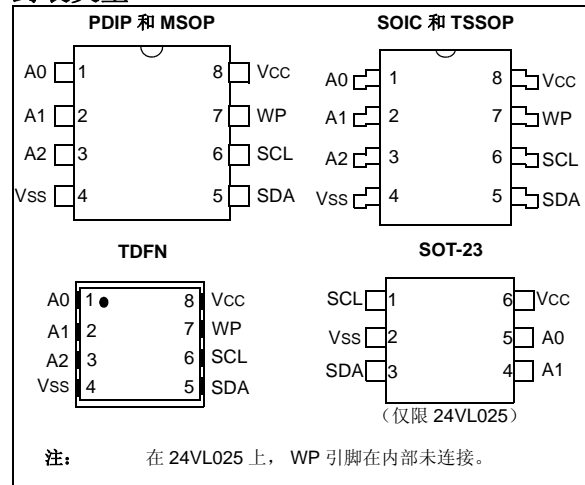 PDIP 和 MSOP
A0 1 8 VCC
A1 2 7 WP
A2 3 6 SCL
VSS 4 5 SDA
SOIC 和 TSSOP
A0 1 8 VCC
A1 2 7 WP
A2 3 6 SCL
VSS 4 5 SDA
TDFN
A0 1 8 VCC
A1 2 7 WP
A2 3 6 SCL
VSS 4 5 SDA
SOT-23
SCL 1 6 VCC
VSS 2 5 A0
SDA 3 4 A1
（仅限 24VL025）
注： 在 24VL025 上， WP 引脚在内部未连接。